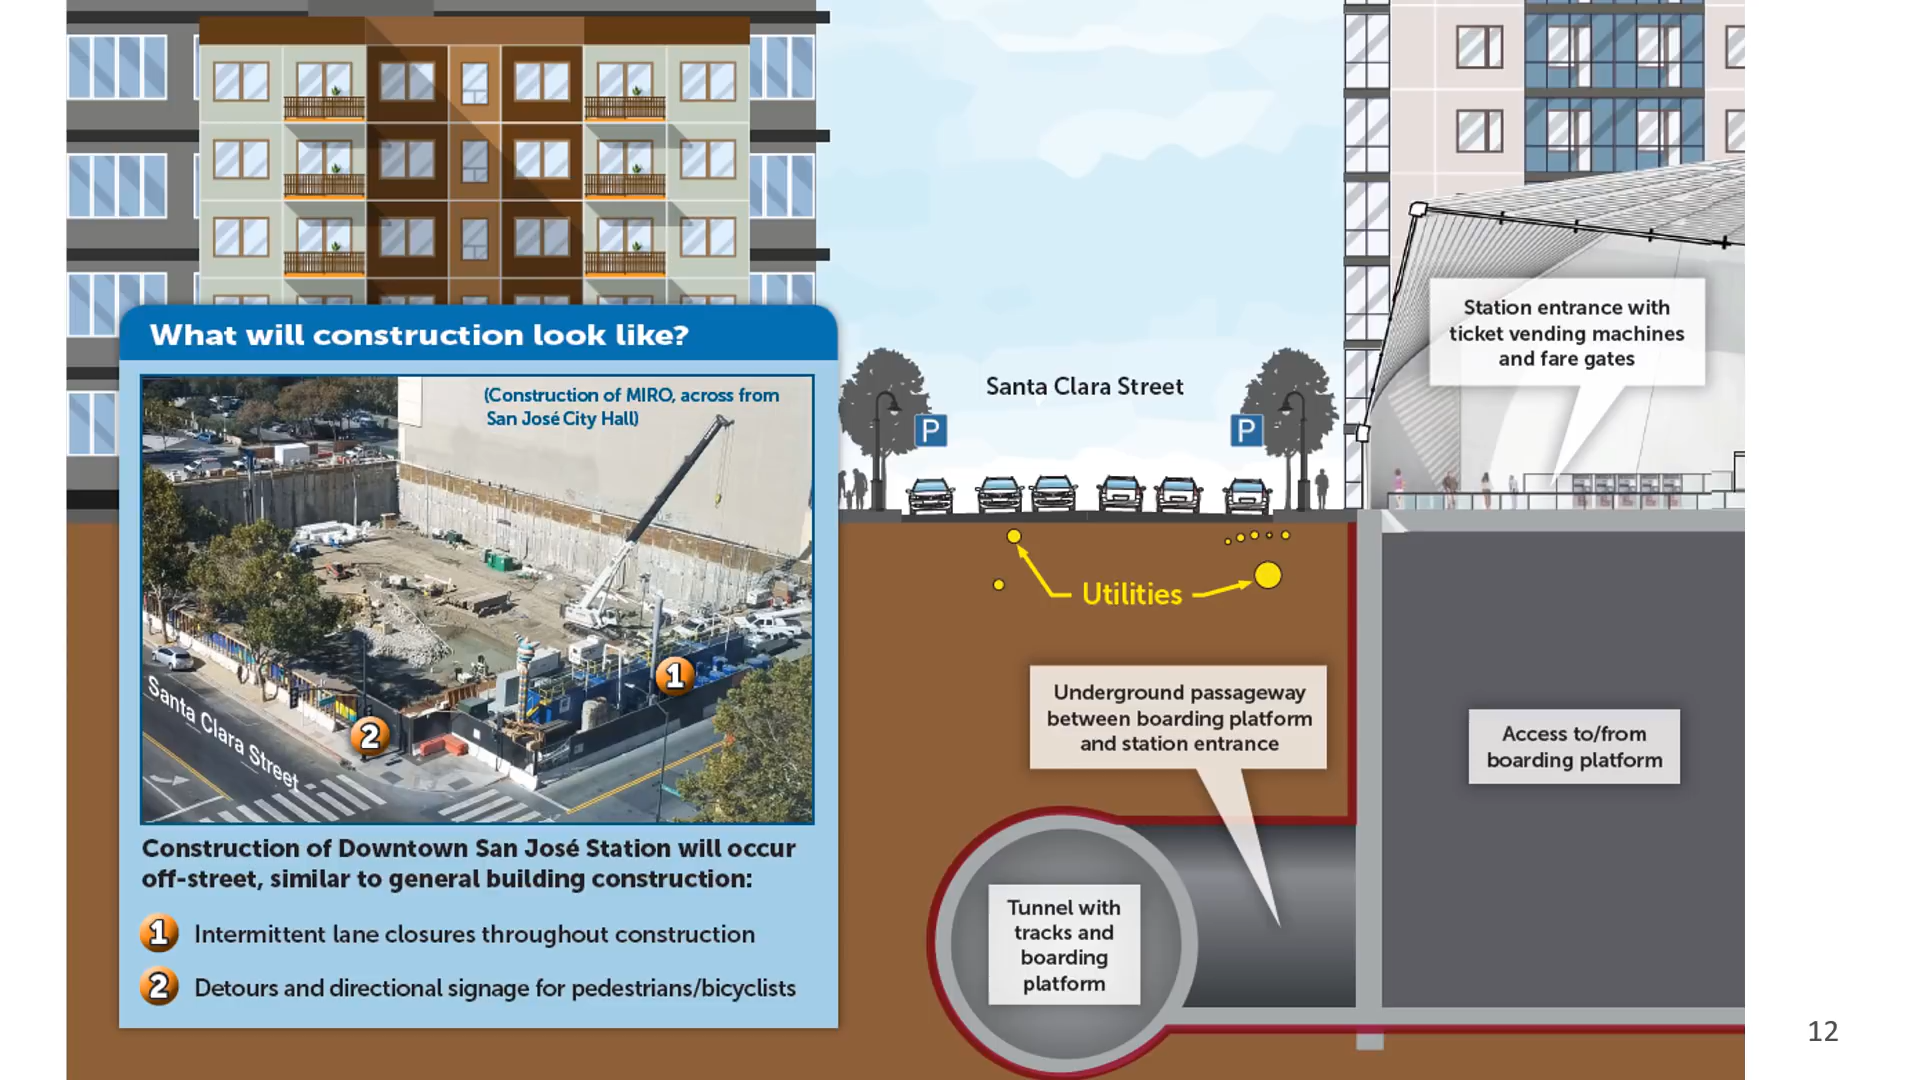 What will construction look like?
(Construction of MIRO, across from
San José City Hall)
1
2
Santa Clara Street
Construction of Downtown San José Station will occur
off-street, similar to general building construction:
1 Intermittent lane closures throughout construction
2 Detours and directional signage for pedestrians/bicyclists
Santa Clara Street
P
P
Utilities
Station entrance with
ticket vending machines
and fare gates
Underground passageway
between boarding platform
and station entrance
Access to/from
boarding platform
Tunnel with
tracks and
boarding
platform
12